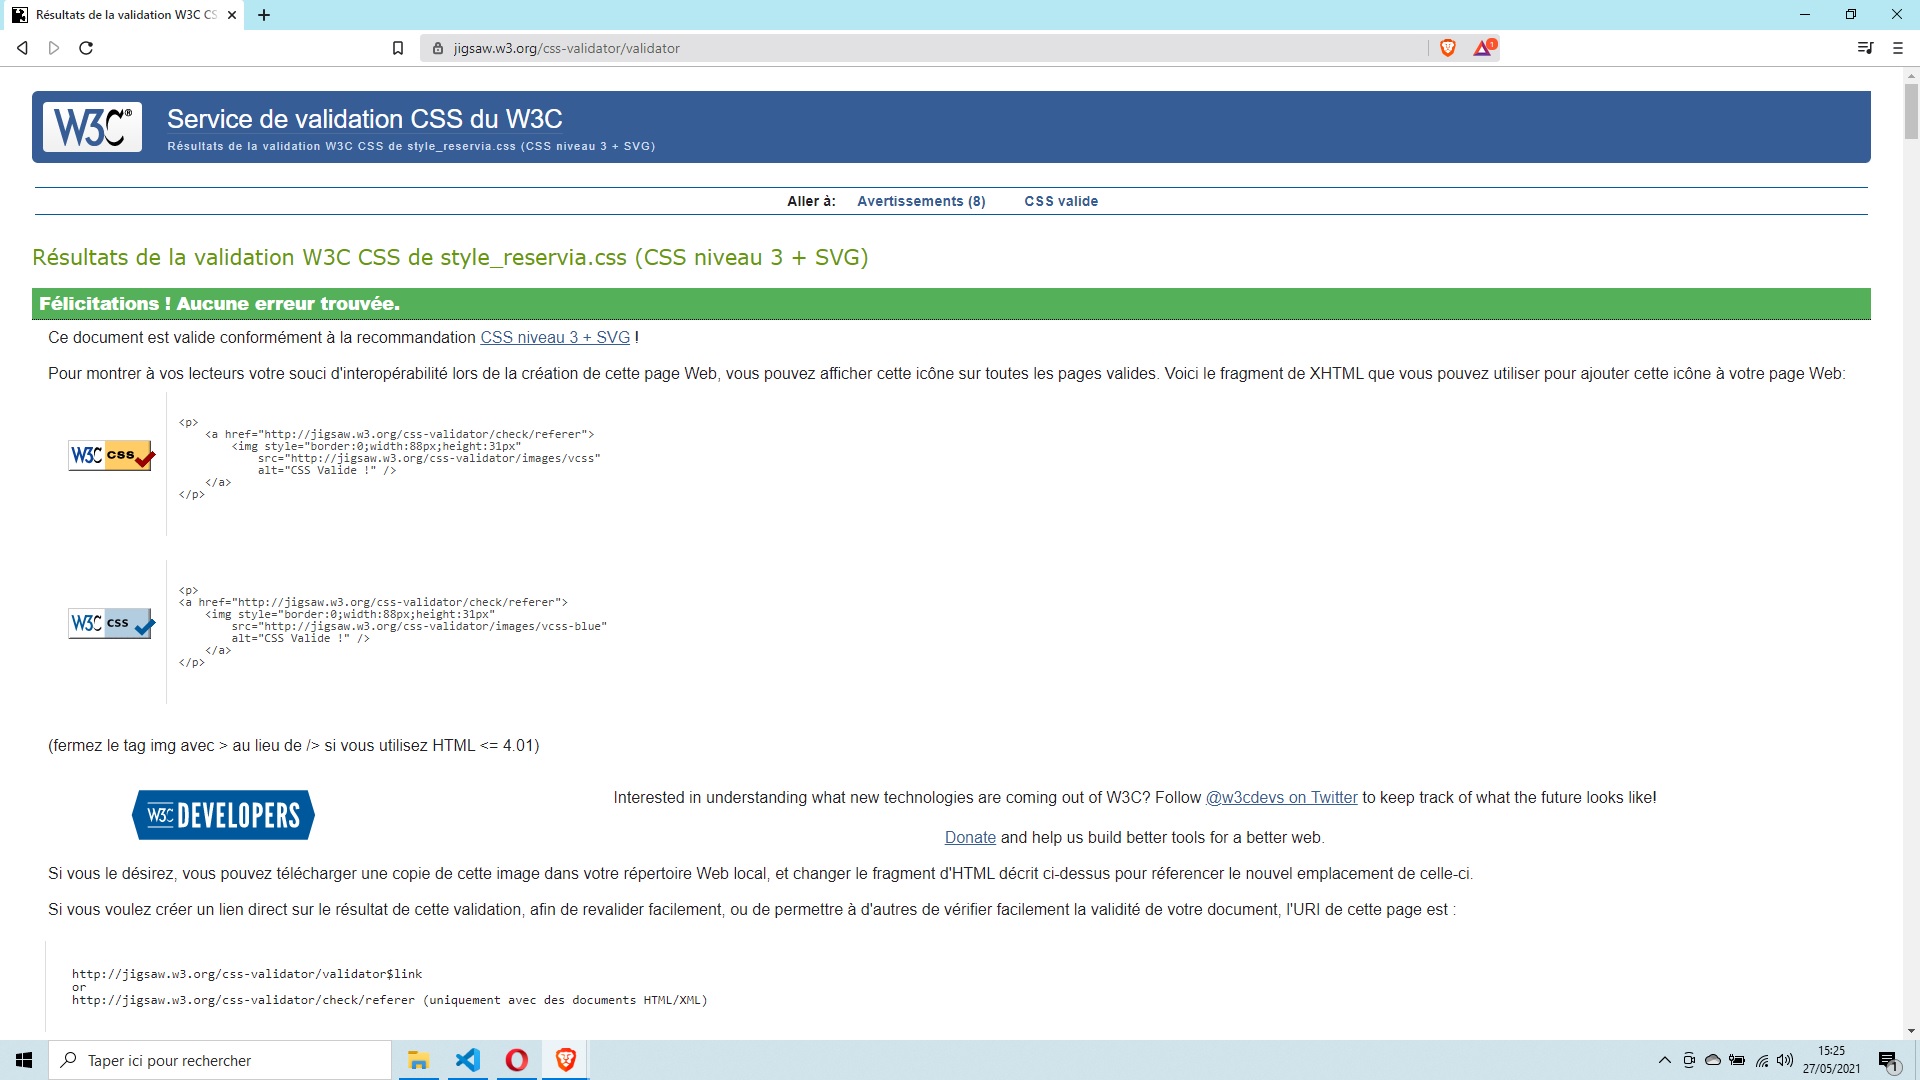 Résultats de la validation W3C CS
jigsaw.w3.org/css-validator/validator
1
W3C®
Service de validation CSS du W3C
Résultats de la validation W3C CSS de style_reservia.css (CSS niveau 3 + SVG)
Aller à: Avertissements (8) CSS valide
Résultats de la validation W3C CSS de style_reservia.css (CSS niveau 3 + SVG)
Félicitations ! Aucune erreur trouvée.
Ce document est valide conformément à la recommandation CSS niveau 3 + SVG !
Pour montrer à vos lecteurs votre souci d'interopérabilité lors de la création de cette page Web, vous pouvez afficher cette icône sur toutes les pages valides. Voici le fragment de XHTML que vous pouvez utiliser pour ajouter cette icône à votre page Web:
W3C css
<p>
<a href="http://jigsaw.w3.org/css-validator/check/referer">
<img style="border:0;width:88px;height:31px"
src="http://jigsaw.w3.org/css-validator/images/vcss"
alt="CSS Valide !" />
</a>
</p>
W3C css
<p>
<a href="http://jigsaw.w3.org/css-validator/check/referer">
<img style="border:0;width:88px;height:31px"
src="http://jigsaw.w3.org/css-validator/images/vcss-blue"
alt="CSS Valide !" />
</a>
</p>
(fermez le tag img avec > au lieu de /> si vous utilisez HTML <= 4.01)
W3C DEVELOPERS
Interested in understanding what new technologies are coming out of W3C? Follow @w3cdevs on Twitter to keep track of what the future looks like!
Donate and help us build better tools for a better web.
Si vous le désirez, vous pouvez télécharger une copie de cette image dans votre répertoire Web local, et changer le fragment d'HTML décrit ci-dessus pour réferencer le nouvel emplacement de celle-ci.
Si vous voulez créer un lien direct sur le résultat de cette validation, afin de revalider facilement, ou de permettre à d'autres de vérifier facilement la validité de votre document, l'URI de cette page est :
http://jigsaw.w3.org/css-validator/validator$link
or
http://jigsaw.w3.org/css-validator/check/referer (uniquement avec des documents HTML/XML)
Taper ici pour rechercher
15:25
27/05/2021
1